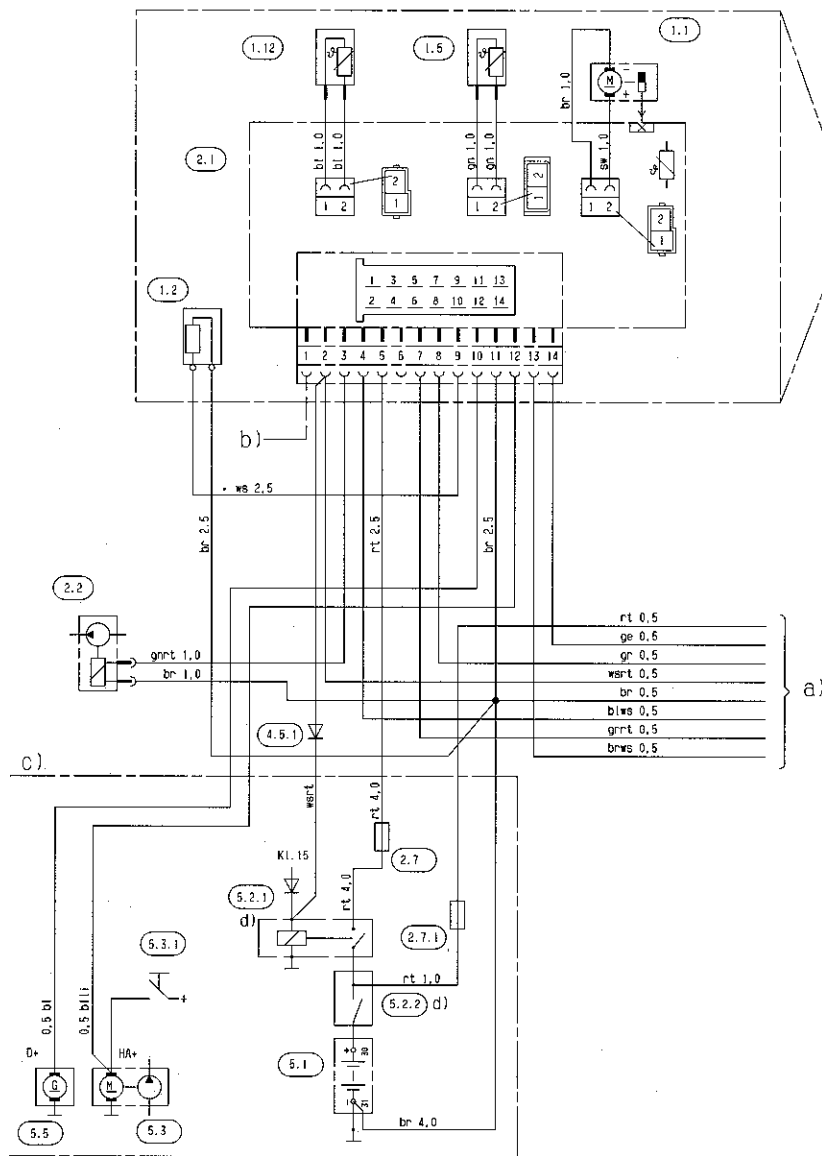 1.12
1.5
1.1
2.1
br 1,0
M
−
+
bl 1,0
bl 1,0
gn 1,0
gn 1,0
sw 1,0
1 2
2
1
1 2
2
1
1 2
2
1
1.2
1 3 5 7 9 11 13
2 4 6 8 10 12 14
1 2 3 4 5 6 7 8 9 10 11 12 13 14
b)
ws 2,5
br 2,5
rt 2,5
br 2,5
2.2
gnrt 1,0
br 1,0
rt 0,5
ge 0,5
gr 0,5
wsrt 0,5
br 0,5
blws 0,5
grrt 0,5
brws 0,5
a)
4.5.1
c)
wsrt
rt 4,0
2.7
Kl.15
5.2.1
d)
rt 4,0
2.7.1
5.3.1
+
rt 1,0
5.2.2 d)
0,5 bl
0,5 blli
D+
HA+
G
M
5.1
+ 30
− 31
br 4,0
5.5
5.3